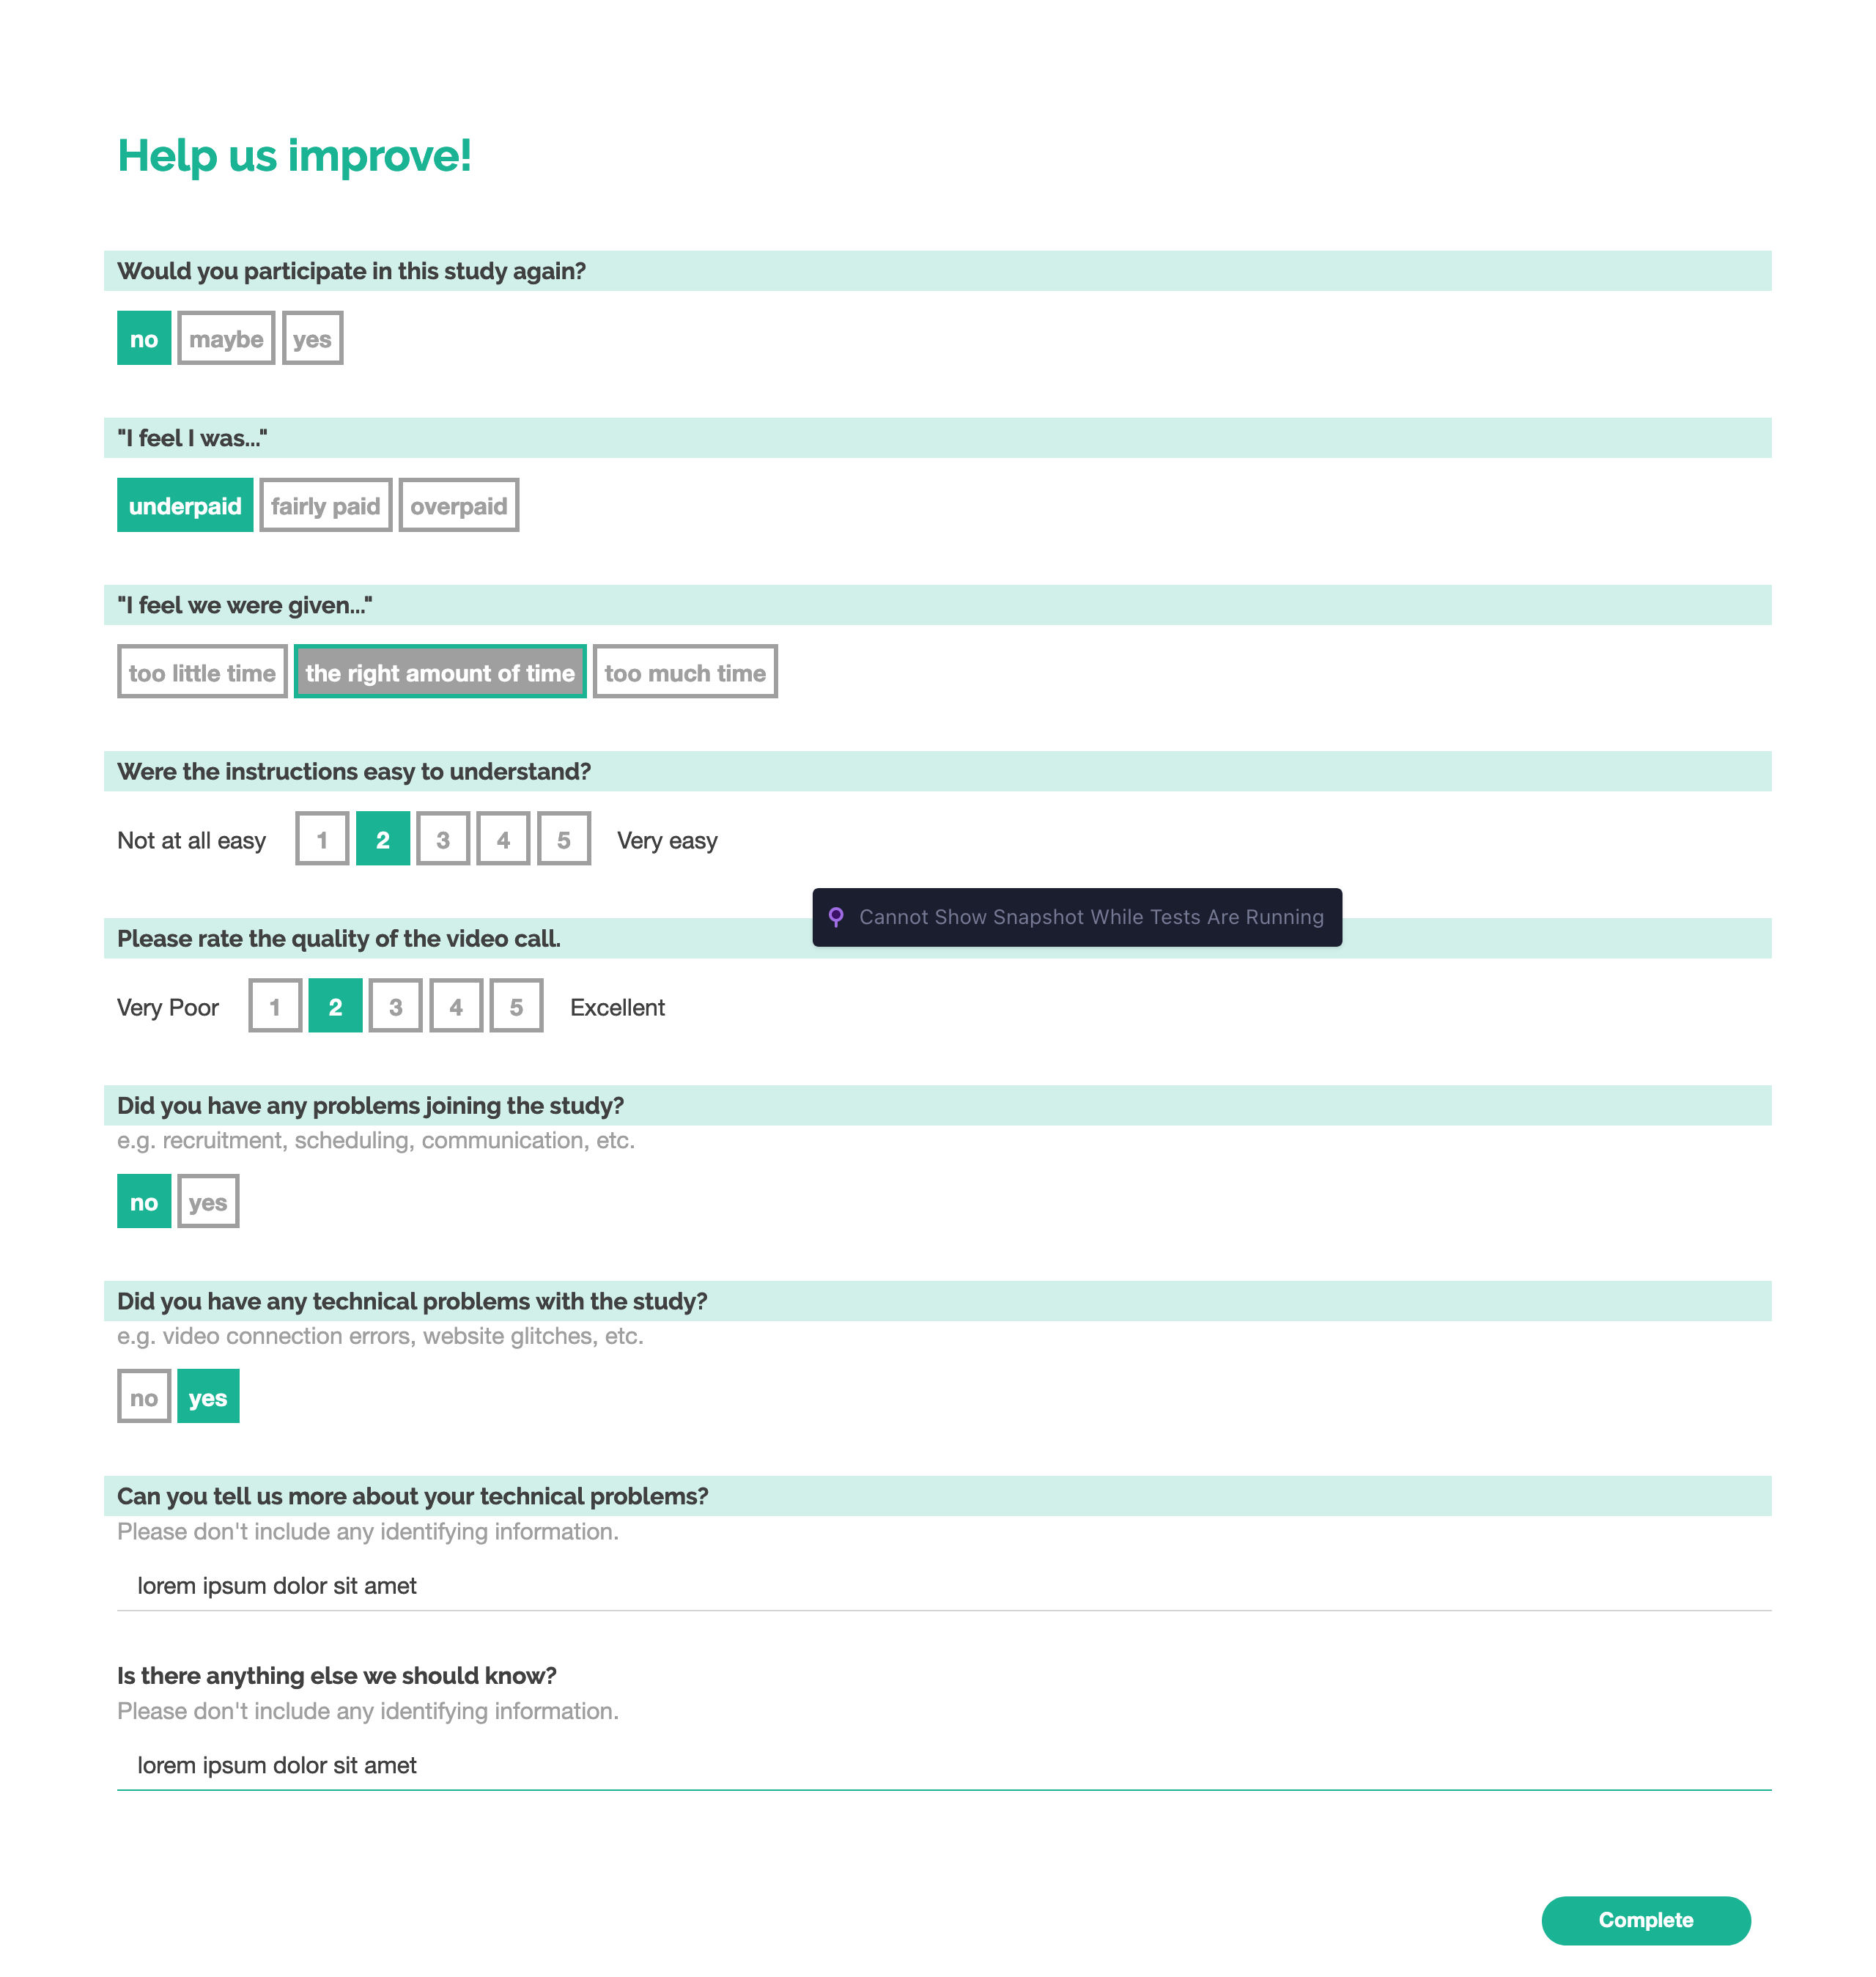 Help us improve!
Would you participate in this study again?
no maybe yes
"I feel I was..."
underpaid fairly paid overpaid
"I feel we were given..."
too little time the right amount of time too much time
Were the instructions easy to understand?
Not at all easy 1 2 3 4 5 Very easy
Cannot Show Snapshot While Tests Are Running
Please rate the quality of the video call.
Very Poor 1 2 3 4 5 Excellent
Did you have any problems joining the study?
e.g. recruitment, scheduling, communication, etc.
no yes
Did you have any technical problems with the study?
e.g. video connection errors, website glitches, etc.
no yes
Can you tell us more about your technical problems?
Please don't include any identifying information.
lorem ipsum dolor sit amet
Is there anything else we should know?
Please don't include any identifying information.
lorem ipsum dolor sit amet
Complete